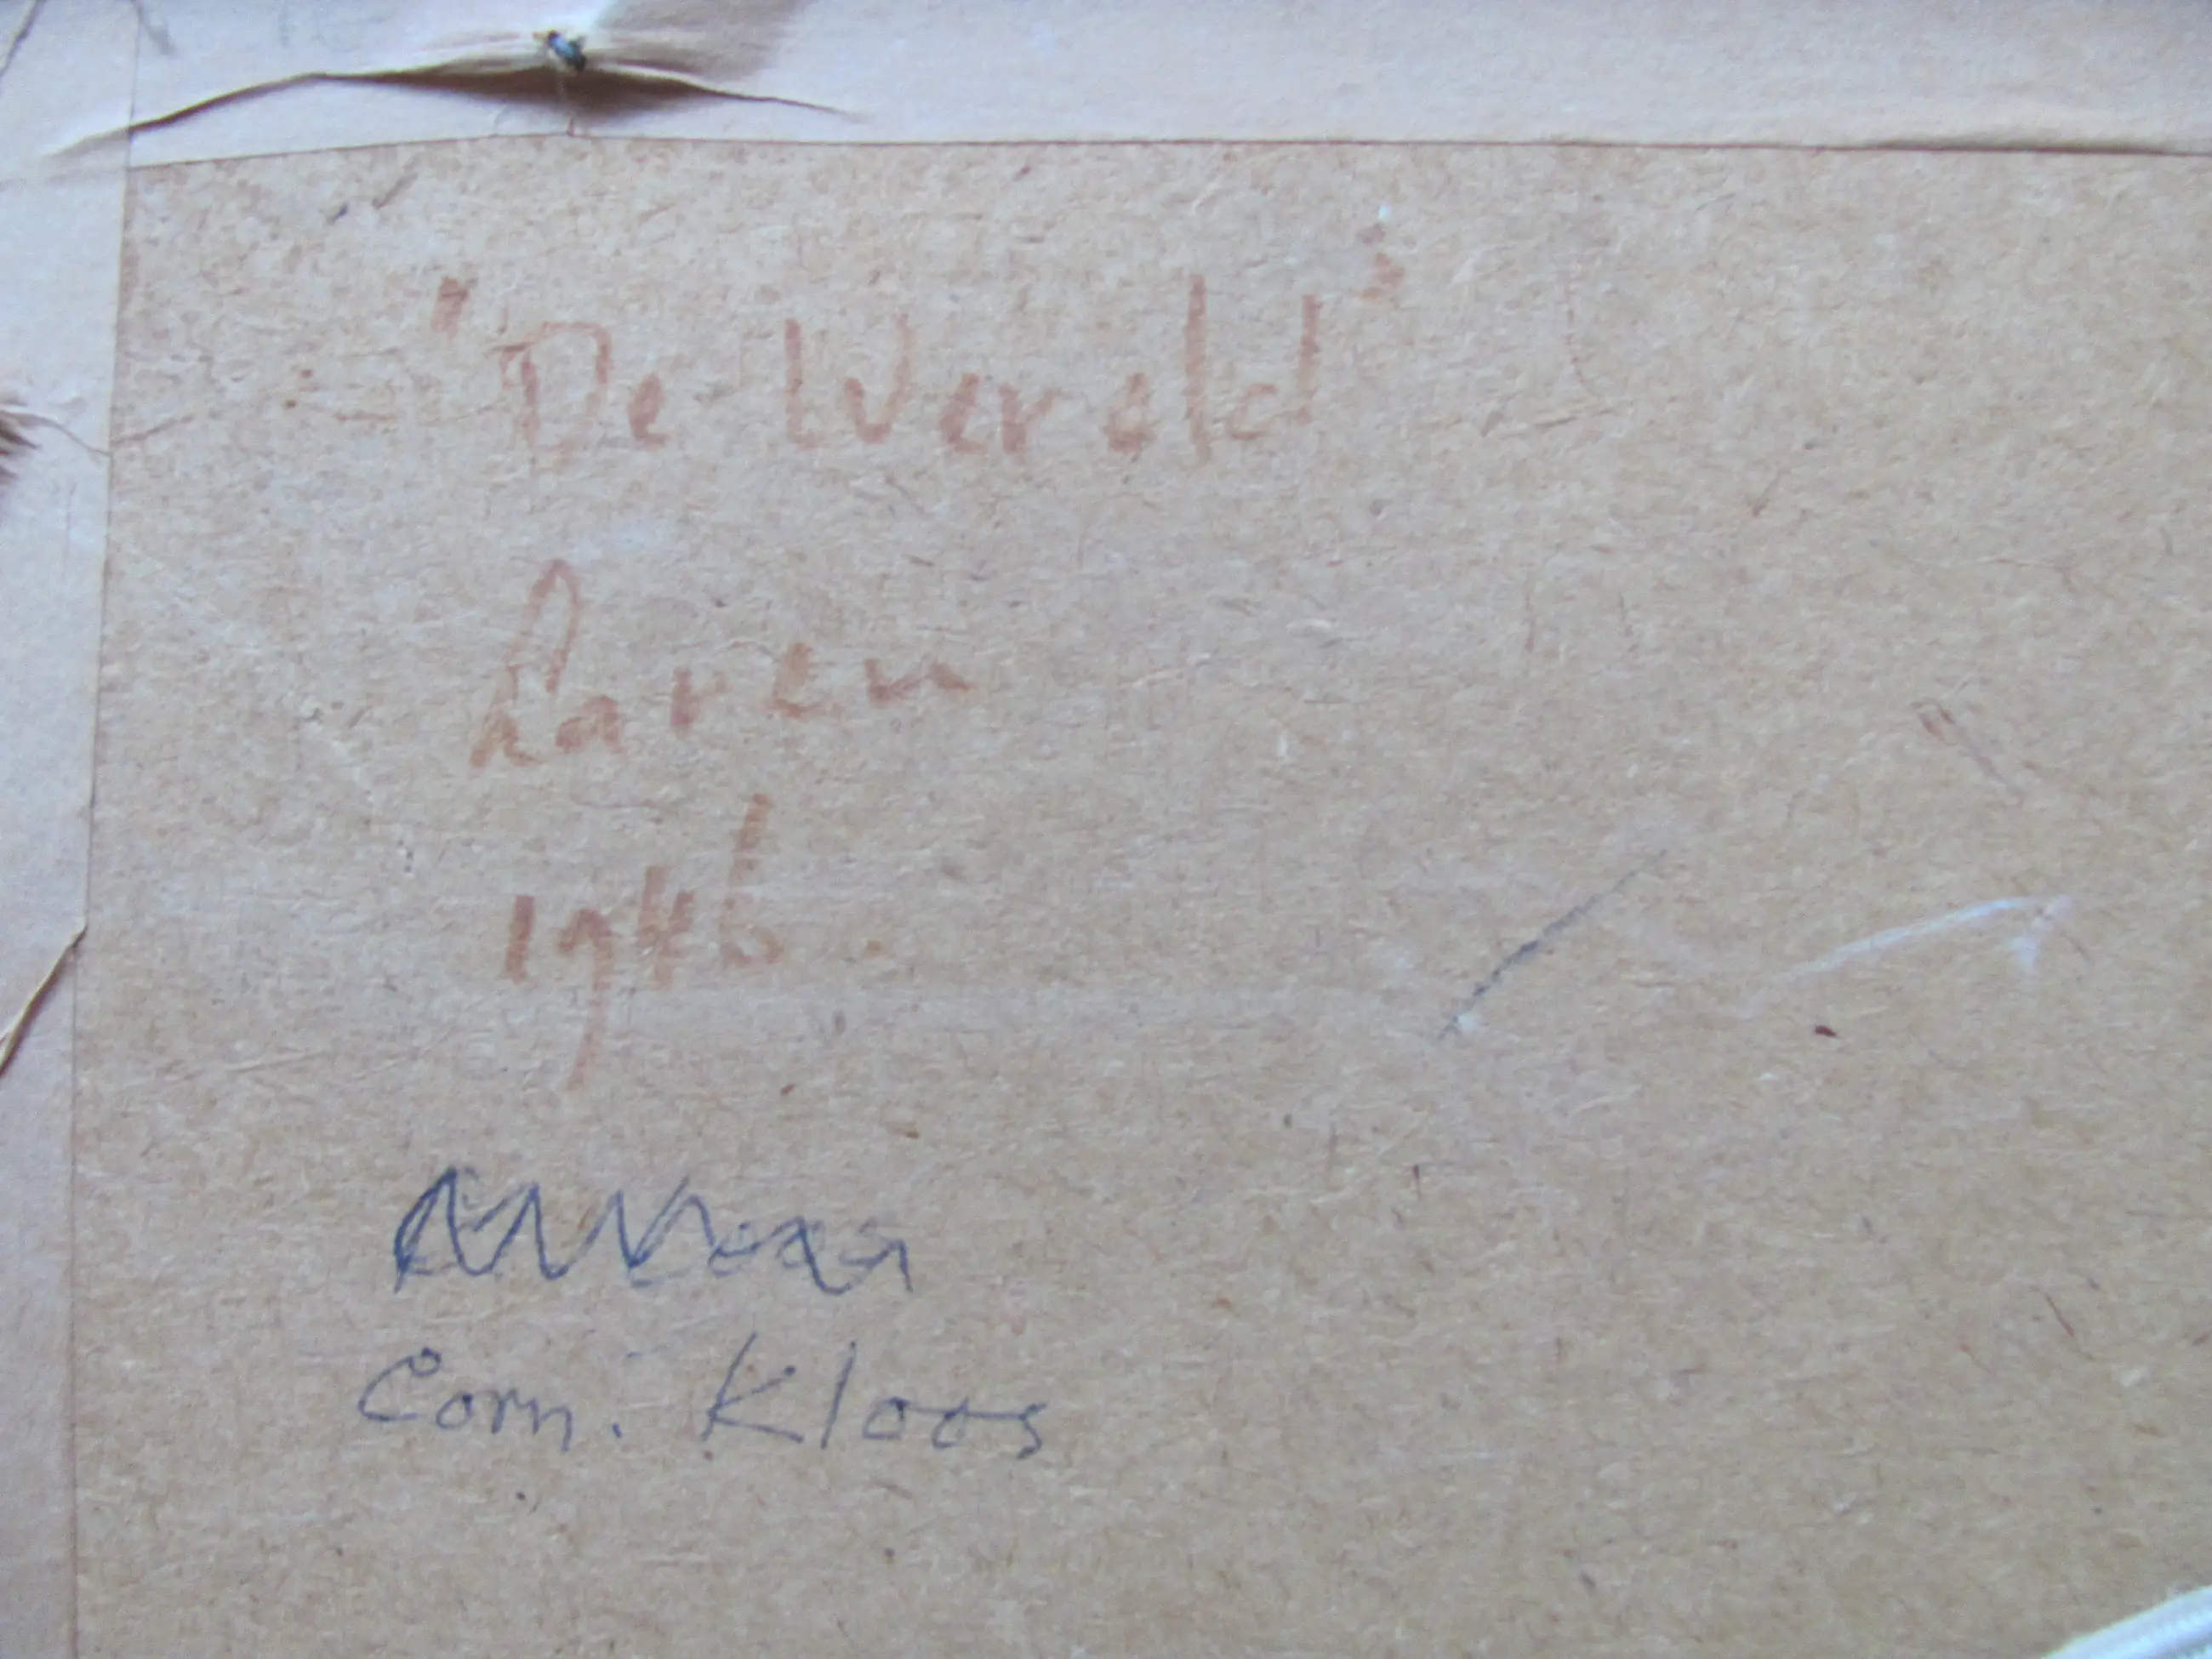 "De Wereld"
Laren
1946.
Corn. Kloos